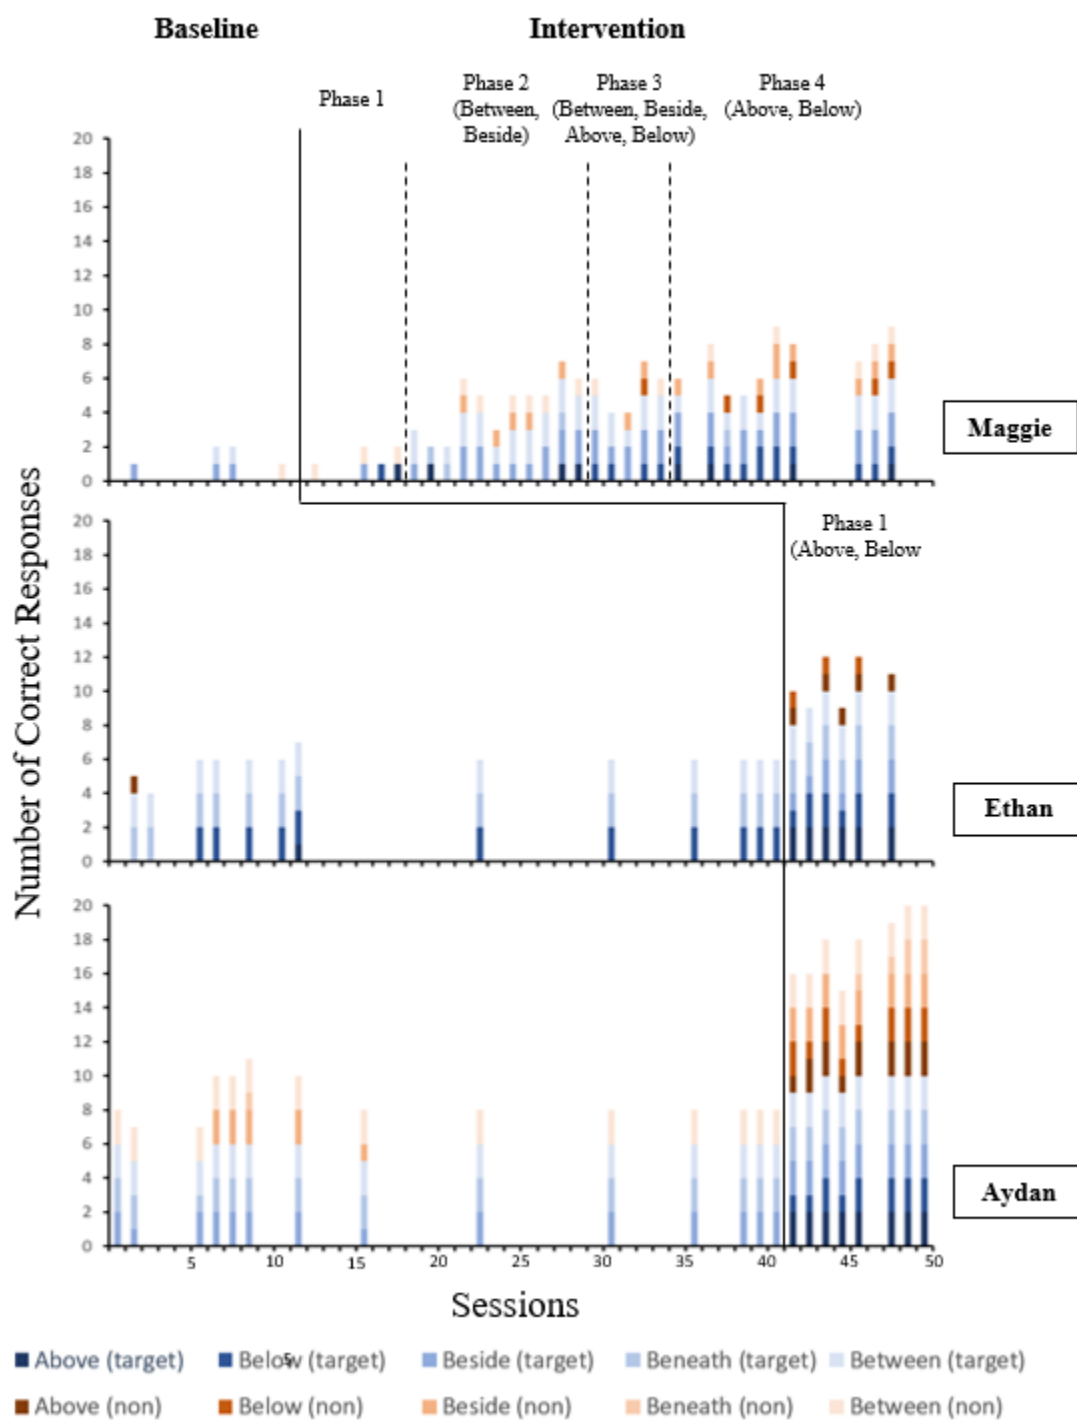 Baseline
Intervention
Phase 1
Phase 2
(Between,
Beside)
Phase 3
(Between, Beside,
Above, Below)
Phase 4
(Above, Below)
20
18
16
14
12
10
8
6
4
2
0
Maggie
Number of Correct Responses
Phase 1
(Above, Below
20
18
16
14
12
10
8
6
4
2
0
Ethan
20
18
16
14
12
10
8
6
4
2
0
Aydan
5 10 15 20 25 30 35 40 45 50
Sessions
Above (target) Below (target) Beside (target) Beneath (target) Between (target)
5
Above (non) Below (non) Beside (non) Beneath (non) Between (non)